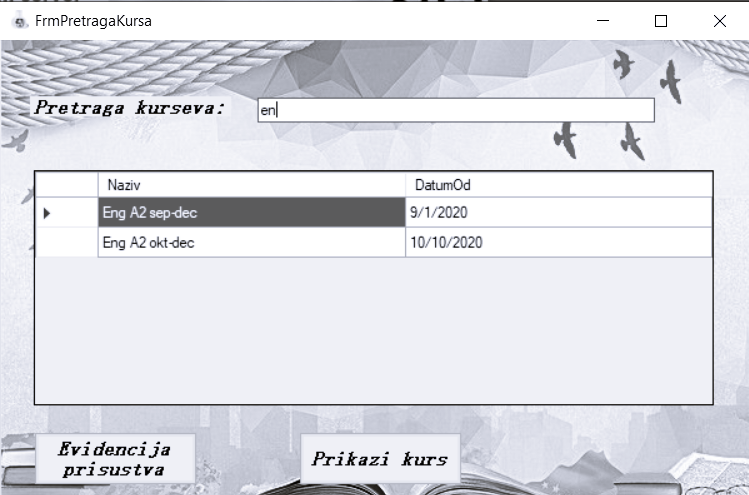 FrmPretragaKursa
Pretraga kurseva:
en
Naziv DatumOd
Eng A2 sep-dec 9/1/2020
Eng A2 okt-dec 10/10/2020
Evidencija
prisustva
Prikazi kurs